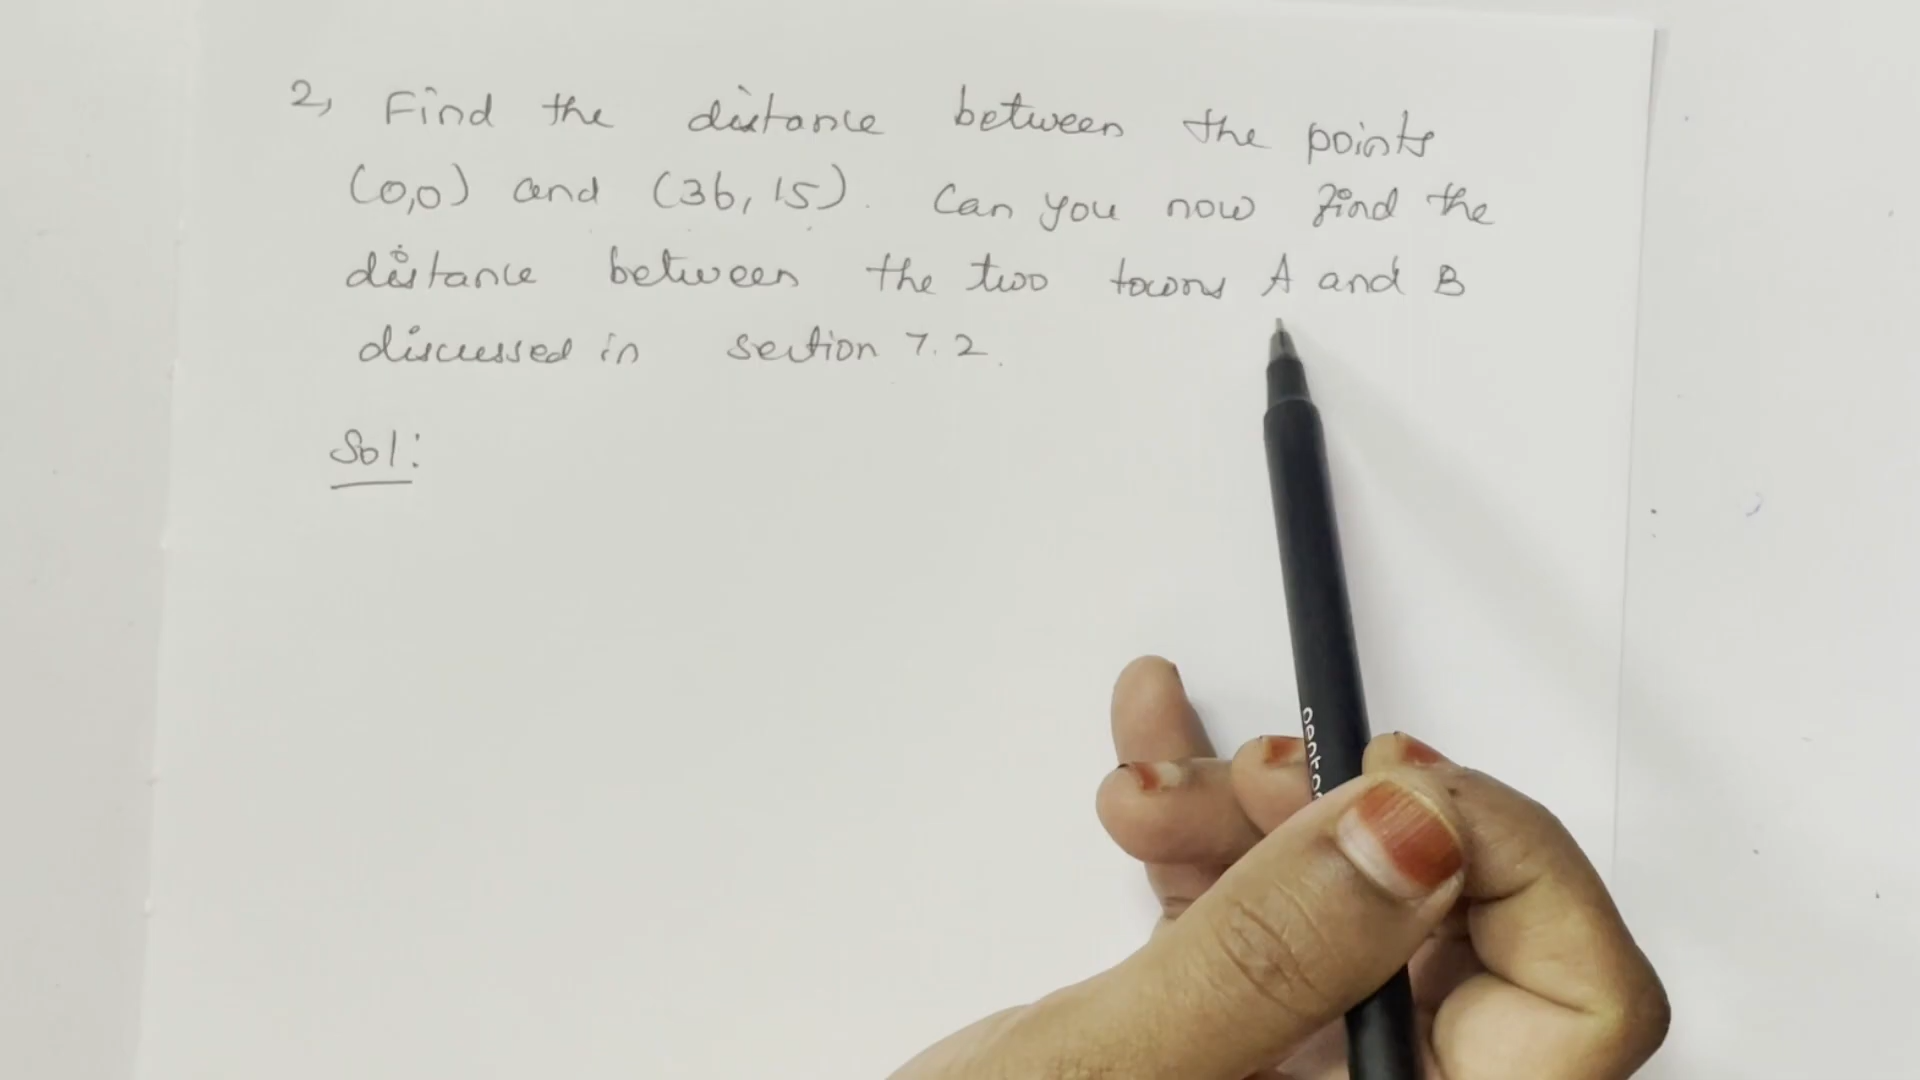 2, Find the distance between the points
(0,0) and (36, 15). Can you now find the
distance between the two towns A and B
discussed in section 7.2.
Sol: